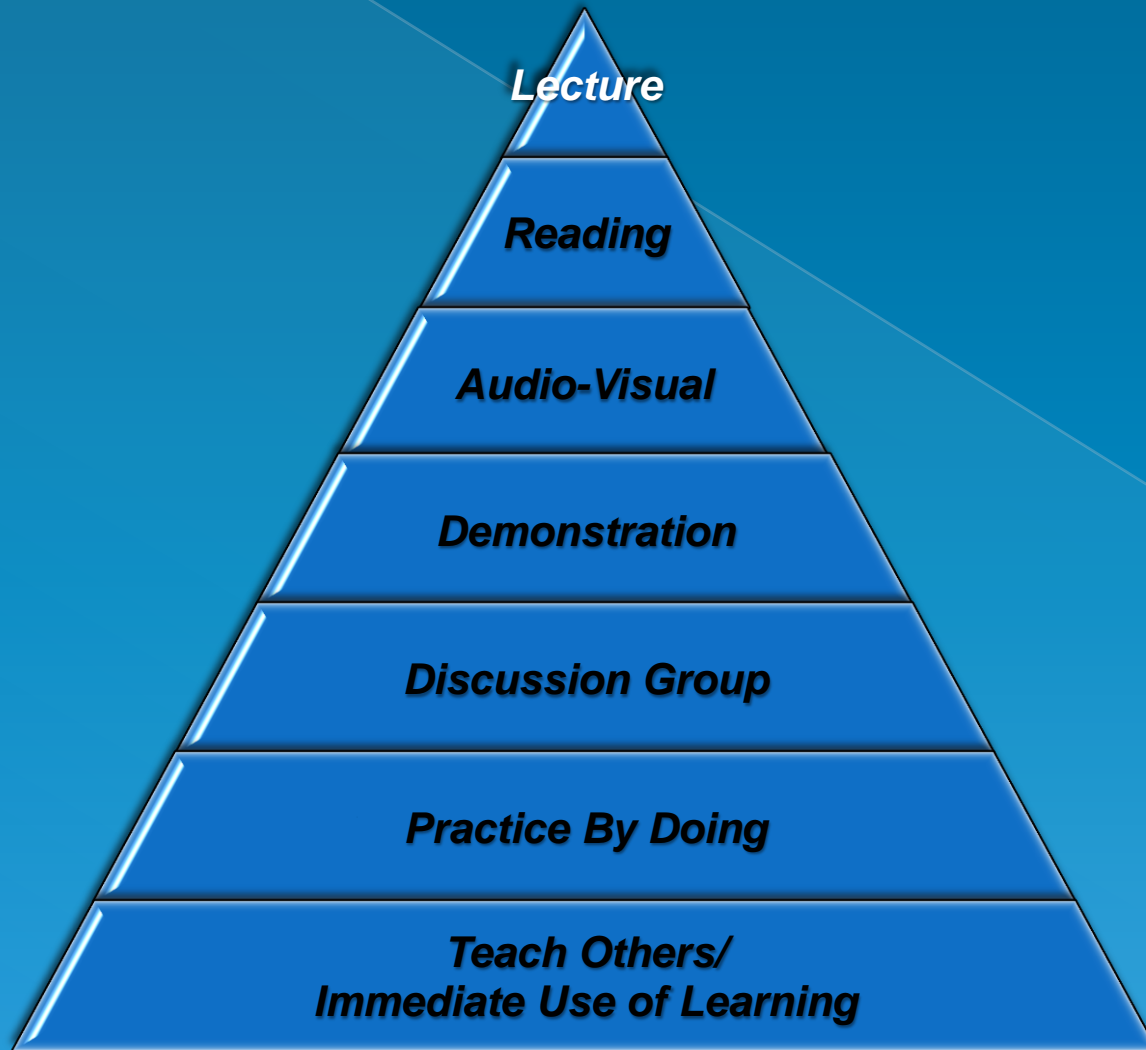 Lecture
Reading
Audio-Visual
Demonstration
Discussion Group
Practice By Doing
Teach Others/
Immediate Use of Learning